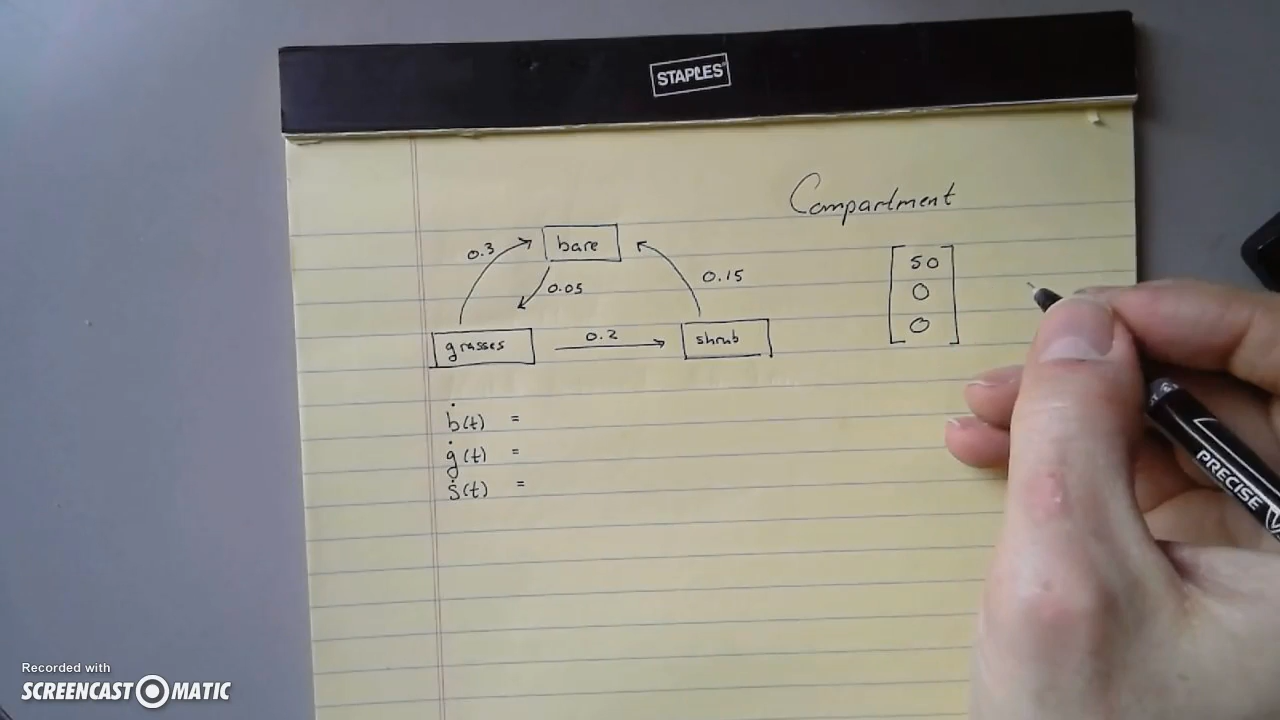 STAPLES
Compartment
0.3
bare
0.05
0.15
grasses
0.2
shrub
50
0
0
ḃ(t) =
ġ(t) =
ṡ(t) =
PRECISE V
Recorded with
SCREENCAST-O-MATIC